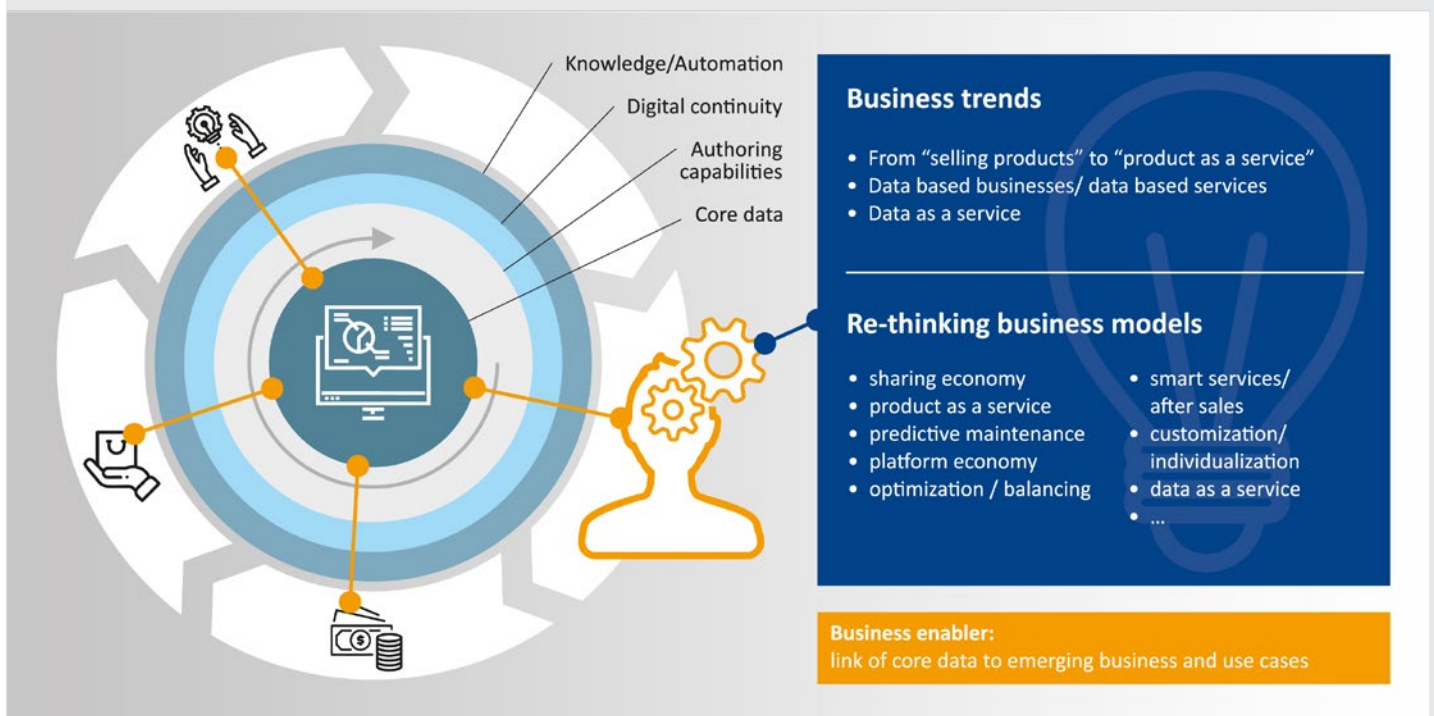 Knowledge/Automation
Digital continuity
Authoring
capabilities
Core data
Business trends
• From “selling products” to “product as a service”
• Data based businesses/ data based services
• Data as a service
Re-thinking business models
• sharing economy
• product as a service
• predictive maintenance
• platform economy
• optimization / balancing
• smart services/
after sales
• customization/
individualization
• data as a service
• ...
Business enabler:
link of core data to emerging business and use cases